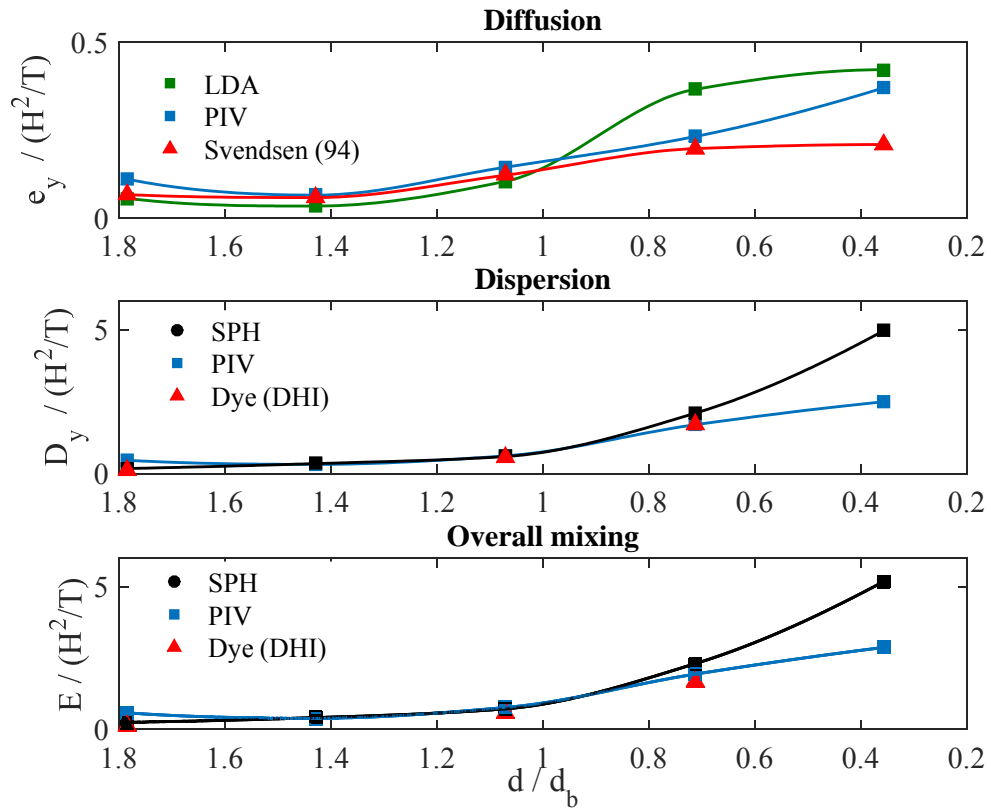 Diffusion
e_y / (H^2/T)
0.5
0
LDA
PIV
Svendsen (94)
1.8 1.6 1.4 1.2 1 0.8 0.6 0.4 0.2
Dispersion
D_y / (H^2/T)
5
0
SPH
PIV
Dye (DHI)
1.8 1.6 1.4 1.2 1 0.8 0.6 0.4 0.2
Overall mixing
E / (H^2/T)
5
0
SPH
PIV
Dye (DHI)
1.8 1.6 1.4 1.2 1 0.8 0.6 0.4 0.2
d / d_b